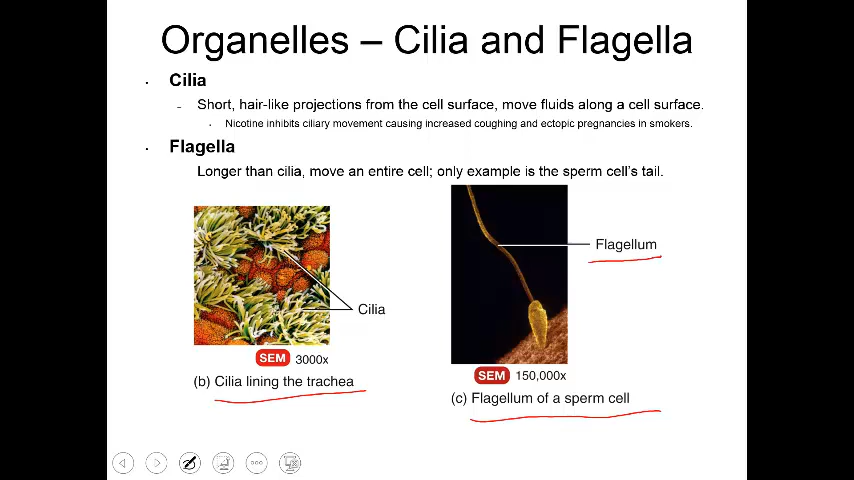 Organelles – Cilia and Flagella
Cilia
Short, hair-like projections from the cell surface, move fluids along a cell surface.
Nicotine inhibits ciliary movement causing increased coughing and ectopic pregnancies in smokers.
Flagella
Longer than cilia, move an entire cell; only example is the sperm cell's tail.
Flagellum
Cilia
SEM 3000x
(b) Cilia lining the trachea
SEM 150,000x
(c) Flagellum of a sperm cell